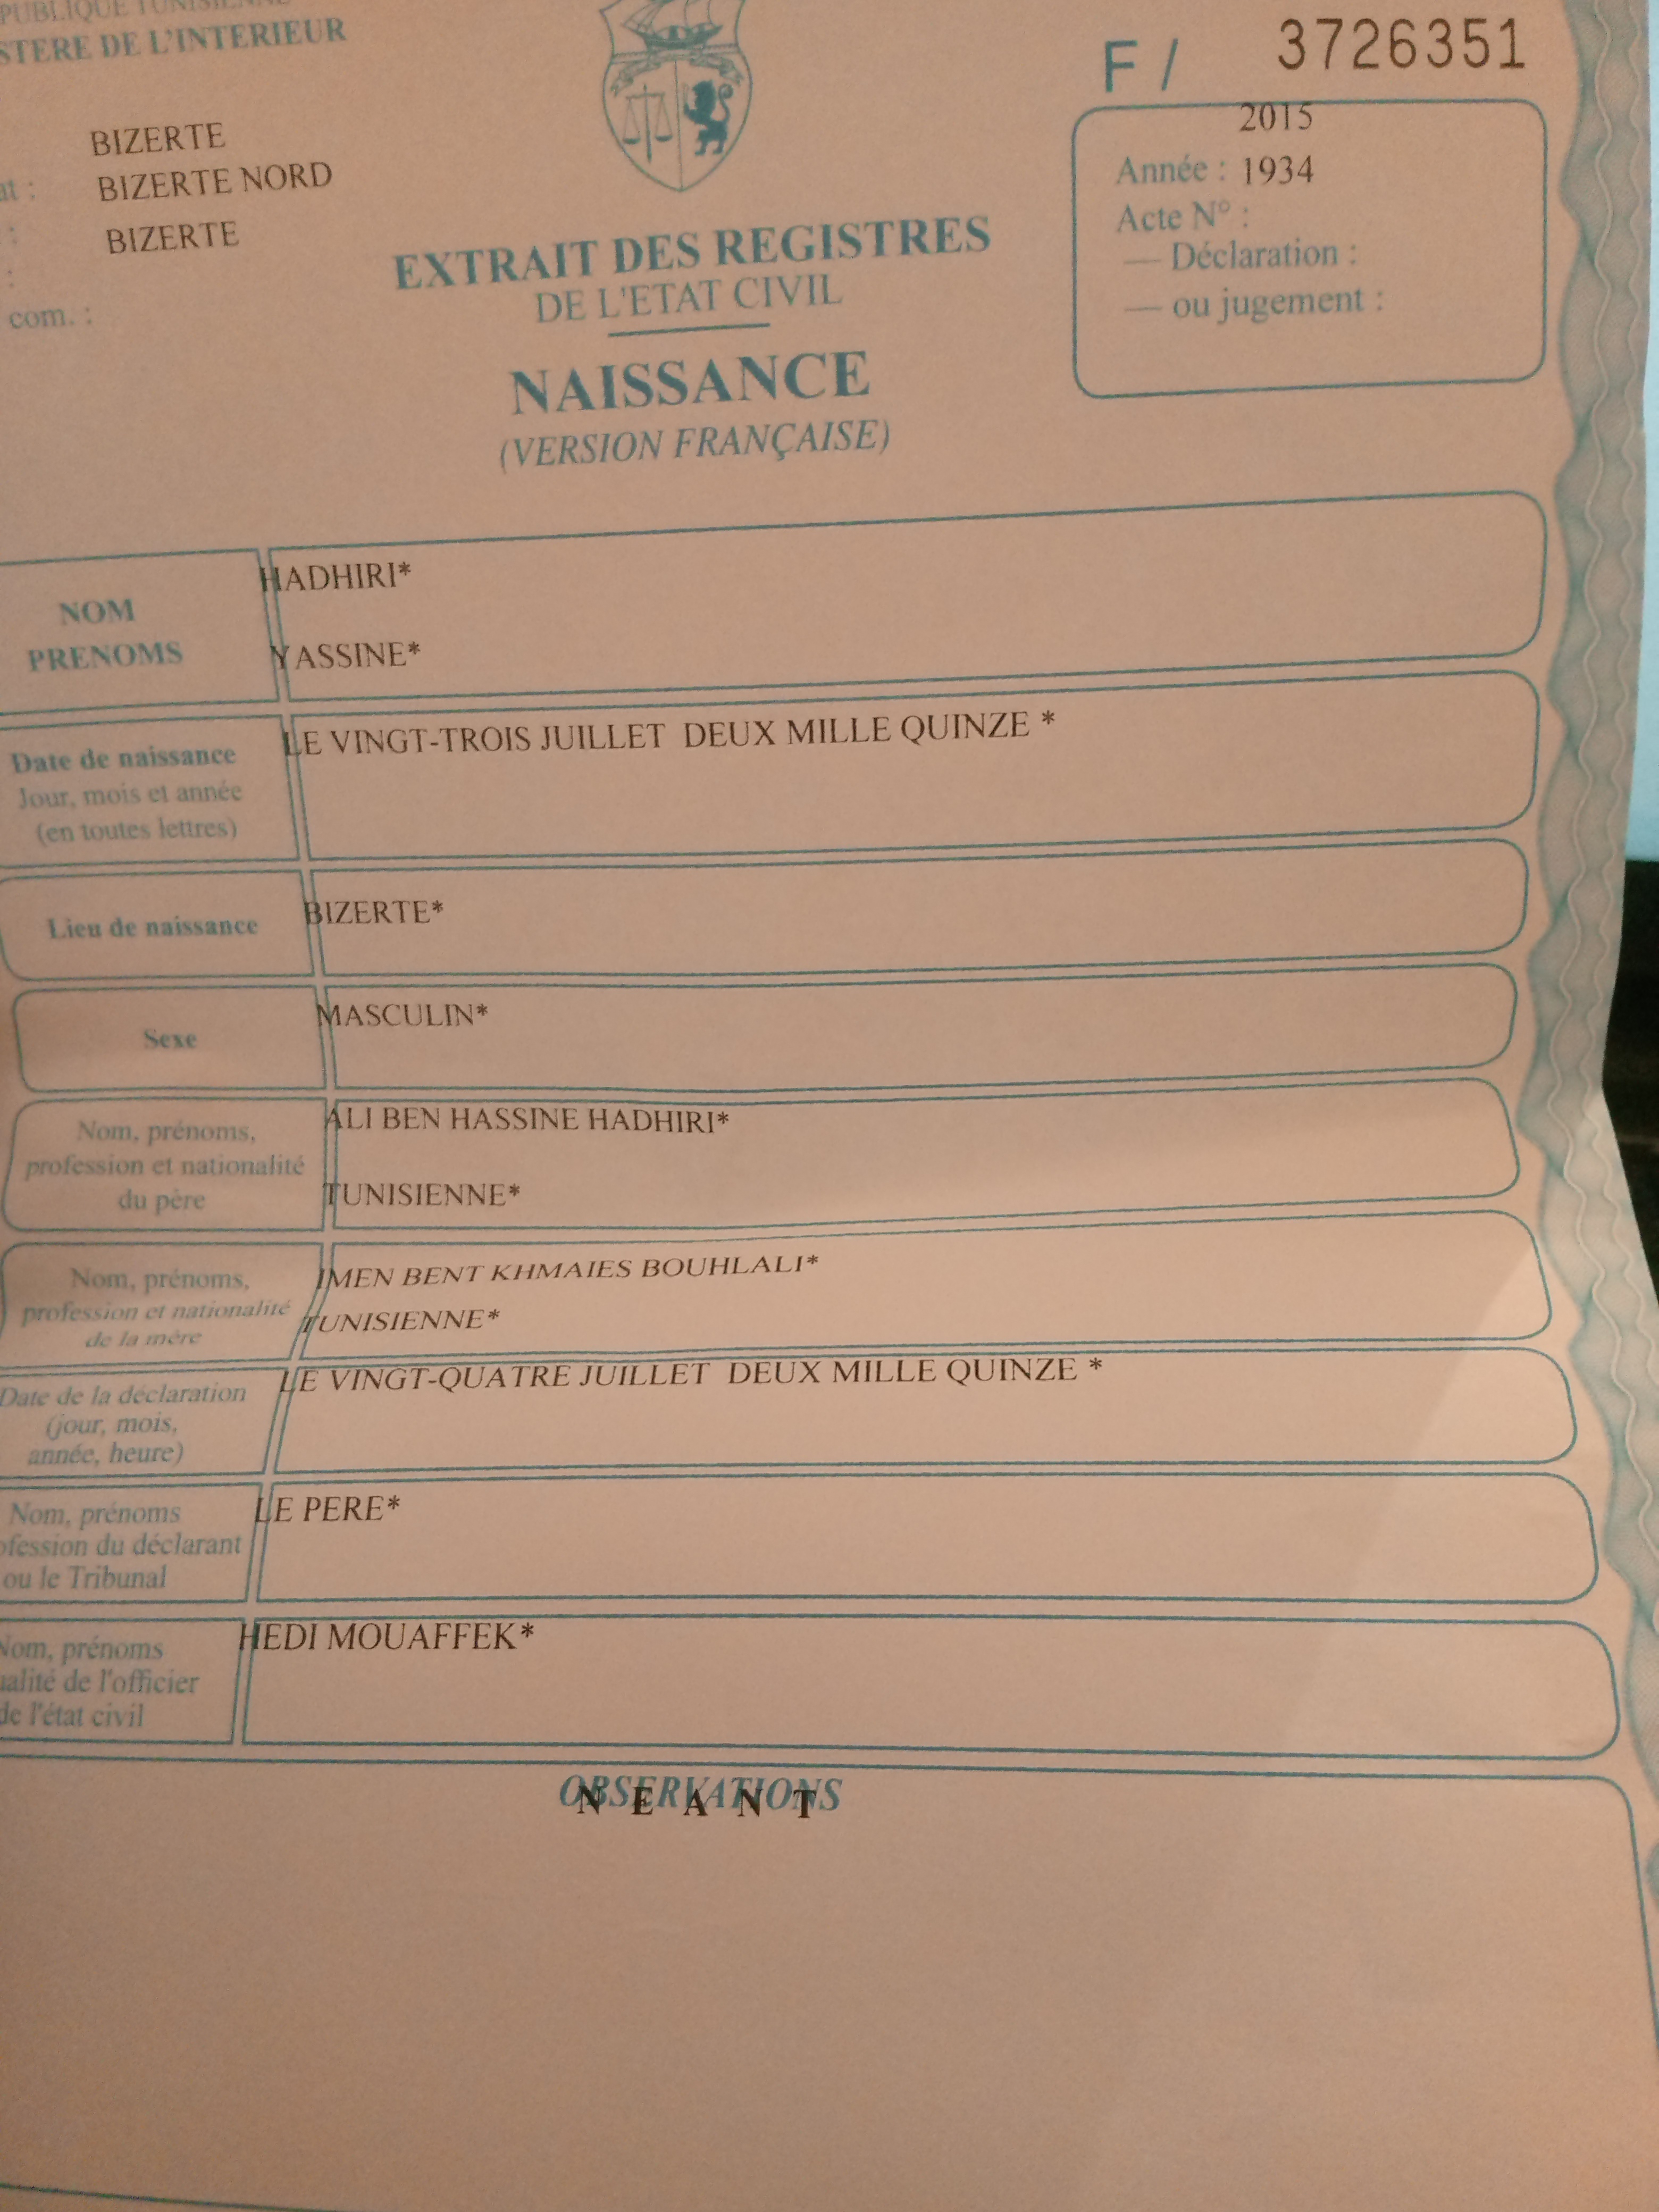 PUBLIQUE TUNISIENNE
STERE DE L'INTERIEUR
F / 3726351
BIZERTE
at : BIZERTE NORD
: BIZERTE
:
com. :
2015
Année : 1934
Acte N° :
— Déclaration :
— ou jugement :
EXTRAIT DES REGISTRES
DE L'ETAT CIVIL
NAISSANCE
(VERSION FRANÇAISE)
NOM
PRENOMS
HADHIRI*
YASSINE*
Date de naissance
Jour, mois et année
(en toutes lettres)
LE VINGT-TROIS JUILLET DEUX MILLE QUINZE *
Lieu de naissance
BIZERTE*
Sexe
MASCULIN*
Nom, prénoms,
profession et nationalité
du père
ALI BEN HASSINE HADHIRI*
TUNISIENNE*
Nom, prénoms,
profession et nationalité
de la mère
IMEN BENT KHMAIES BOUHLALI*
TUNISIENNE*
Date de la déclaration
(jour, mois,
année, heure)
LE VINGT-QUATRE JUILLET DEUX MILLE QUINZE *
Nom, prénoms
ofession du déclarant
ou le Tribunal
LE PERE*
Nom, prénoms
ualité de l'officier
de l'état civil
HEDI MOUAFFEK*
OBSERVATIONS
N E A N T